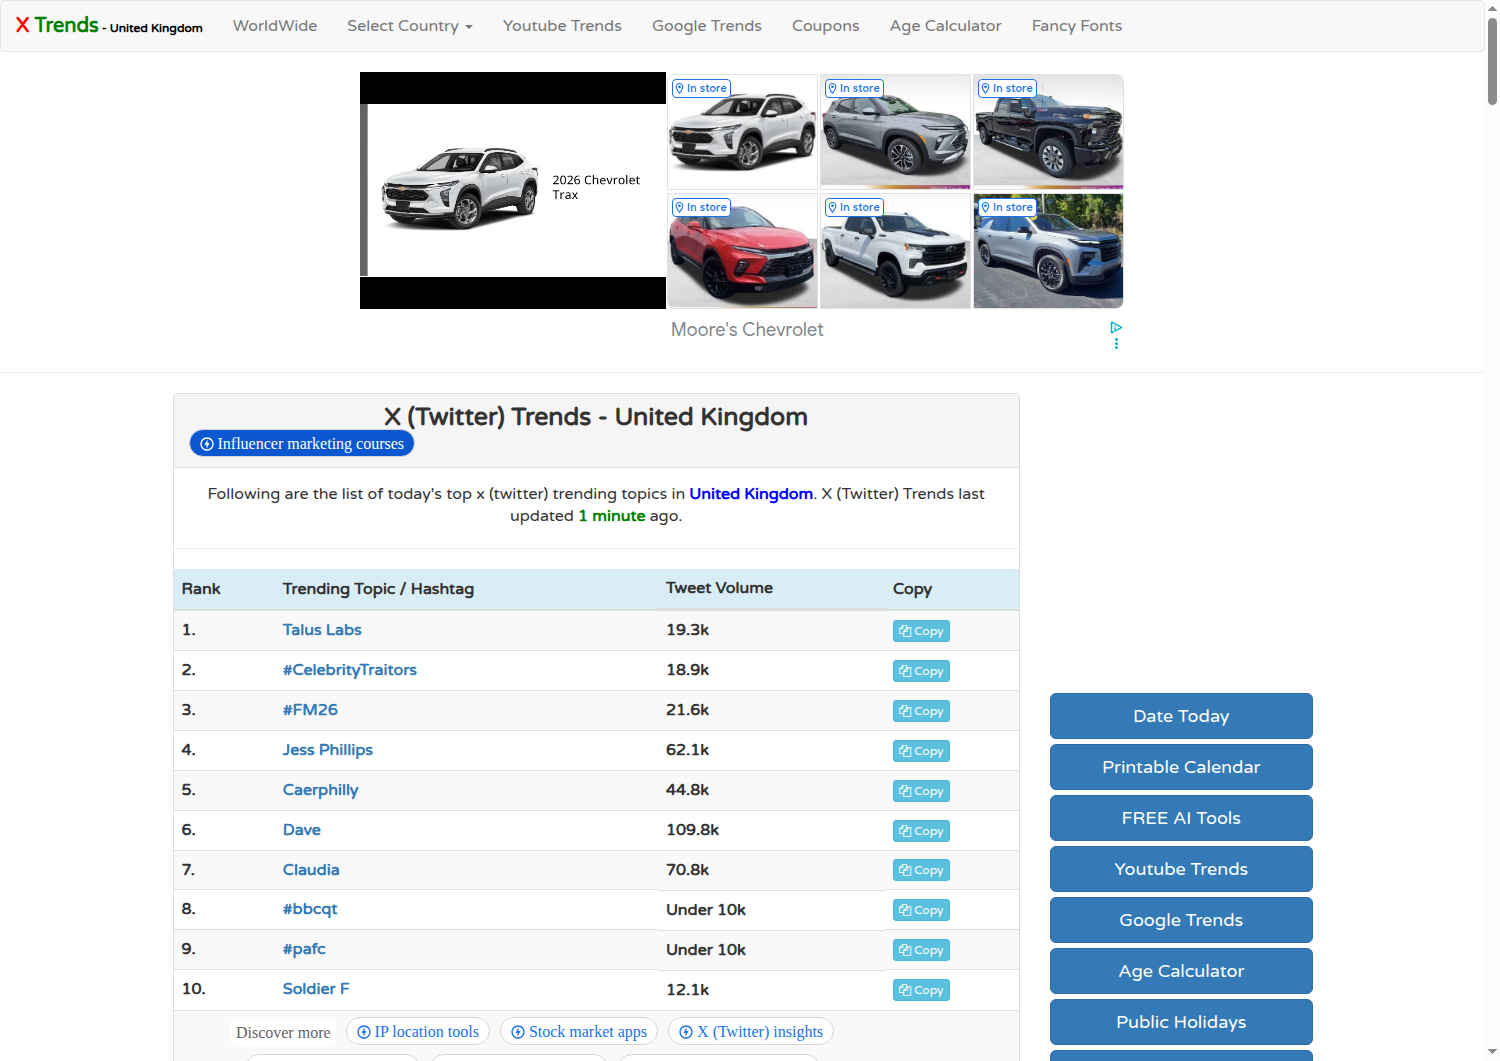 X Trends - United Kingdom WorldWide Select Country Youtube Trends Google Trends Coupons Age Calculator Fancy Fonts
2026 Chevrolet
Trax
In store In store In store
In store In store In store
Moore's Chevrolet
X (Twitter) Trends - United Kingdom
Influencer marketing courses
Following are the list of today's top x (twitter) trending topics in United Kingdom. X (Twitter) Trends last
updated 1 minute ago.
Rank Trending Topic / Hashtag Tweet Volume Copy
1. Talus Labs 19.3k Copy
2. #CelebrityTraitors 18.9k Copy
3. #FM26 21.6k Copy
4. Jess Phillips 62.1k Copy
5. Caerphilly 44.8k Copy
6. Dave 109.8k Copy
7. Claudia 70.8k Copy
8. #bbcqt Under 10k Copy
9. #pafc Under 10k Copy
10. Soldier F 12.1k Copy
Discover more IP location tools Stock market apps X (Twitter) insights
Date Today
Printable Calendar
FREE AI Tools
Youtube Trends
Google Trends
Age Calculator
Public Holidays